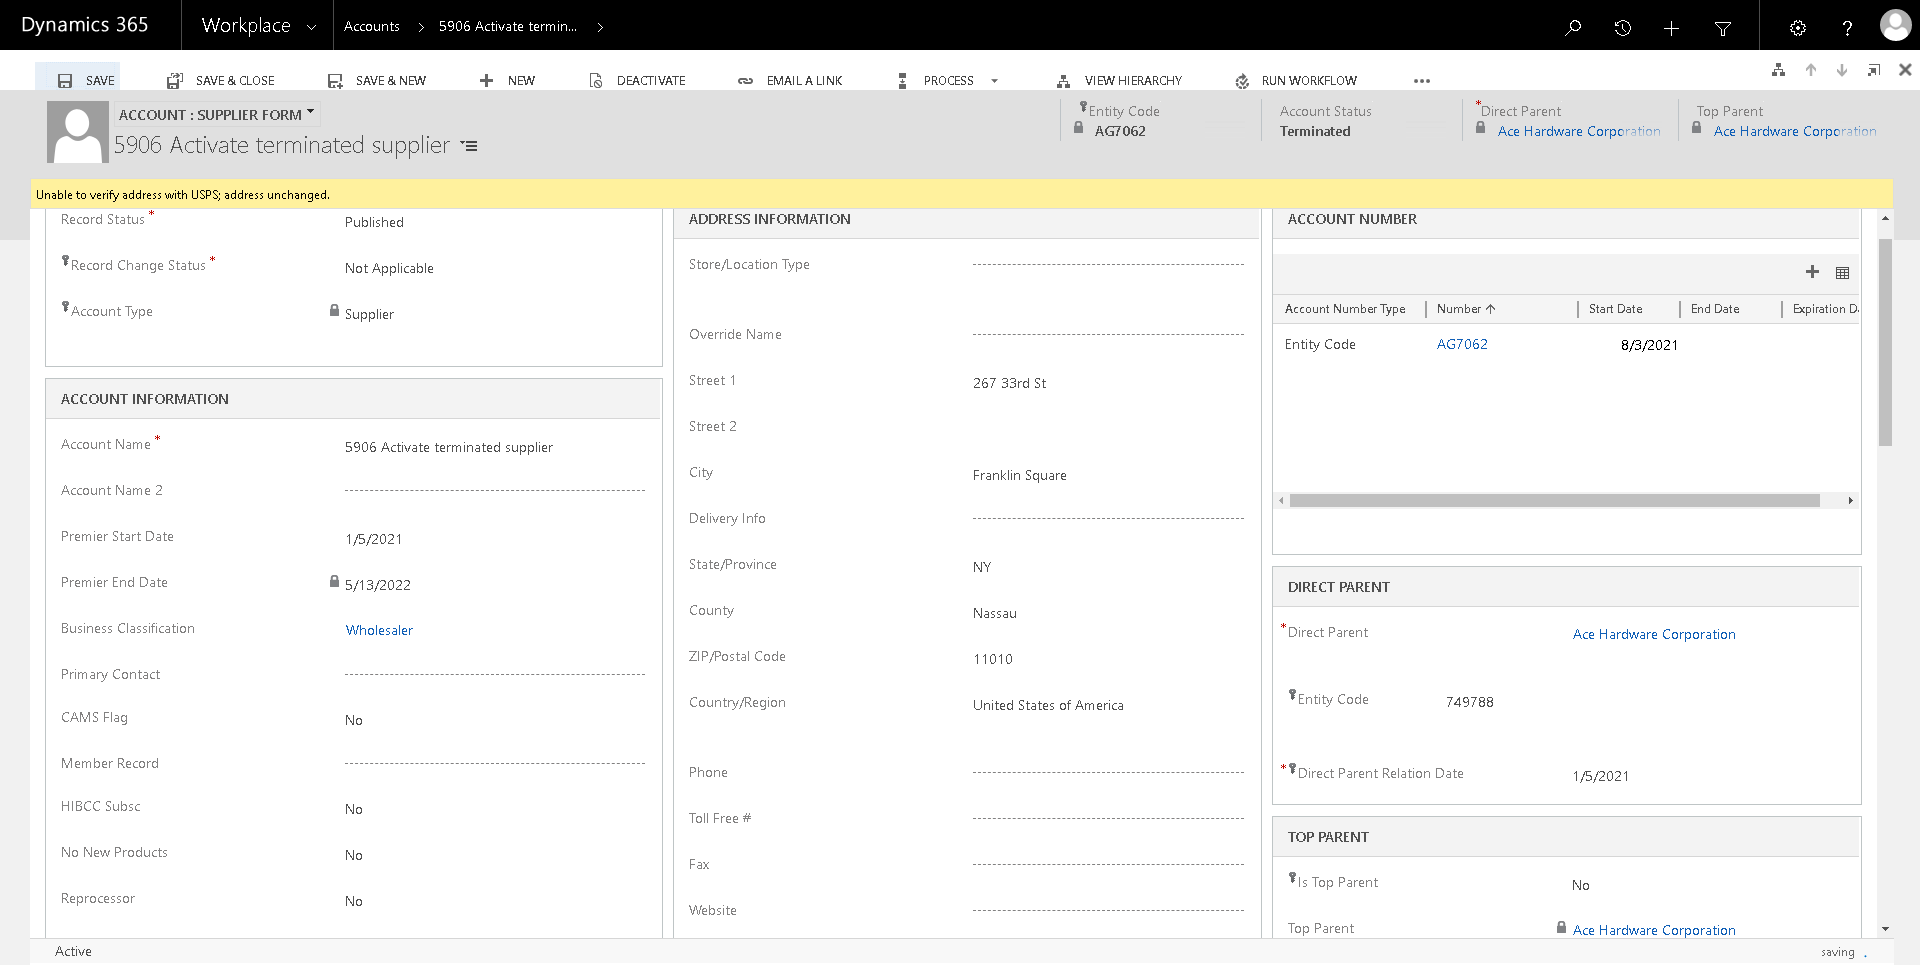 Dynamics 365
Workplace
Accounts
5906 Activate termin...
SAVE
SAVE & CLOSE
SAVE & NEW
NEW
DEACTIVATE
EMAIL A LINK
PROCESS
VIEW HIERARCHY
RUN WORKFLOW
ACCOUNT : SUPPLIER FORM
5906 Activate terminated supplier
Entity Code
AG7062
Account Status
Terminated
*Direct Parent
Ace Hardware Corporation
Top Parent
Ace Hardware Corporation
Unable to verify address with USPS; address unchanged.
Record Status *
Published
Record Change Status *
Not Applicable
Account Type
Supplier
ACCOUNT INFORMATION
Account Name *
5906 Activate terminated supplier
Account Name 2
Premier Start Date
1/5/2021
Premier End Date
5/13/2022
Business Classification
Wholesaler
Primary Contact
CAMS Flag
No
Member Record
HIBCC Subsc
No
No New Products
No
Reprocessor
No
ADDRESS INFORMATION
Store/Location Type
Override Name
Street 1
267 33rd St
Street 2
City
Franklin Square
Delivery Info
State/Province
NY
County
Nassau
ZIP/Postal Code
11010
Country/Region
United States of America
Phone
Toll Free #
Fax
Website
ACCOUNT NUMBER
Account Number Type
Number
Start Date
End Date
Expiration D
Entity Code
AG7062
8/3/2021
DIRECT PARENT
*Direct Parent
Ace Hardware Corporation
Entity Code
749788
*Direct Parent Relation Date
1/5/2021
TOP PARENT
Is Top Parent
No
Top Parent
Ace Hardware Corporation
Active
saving .